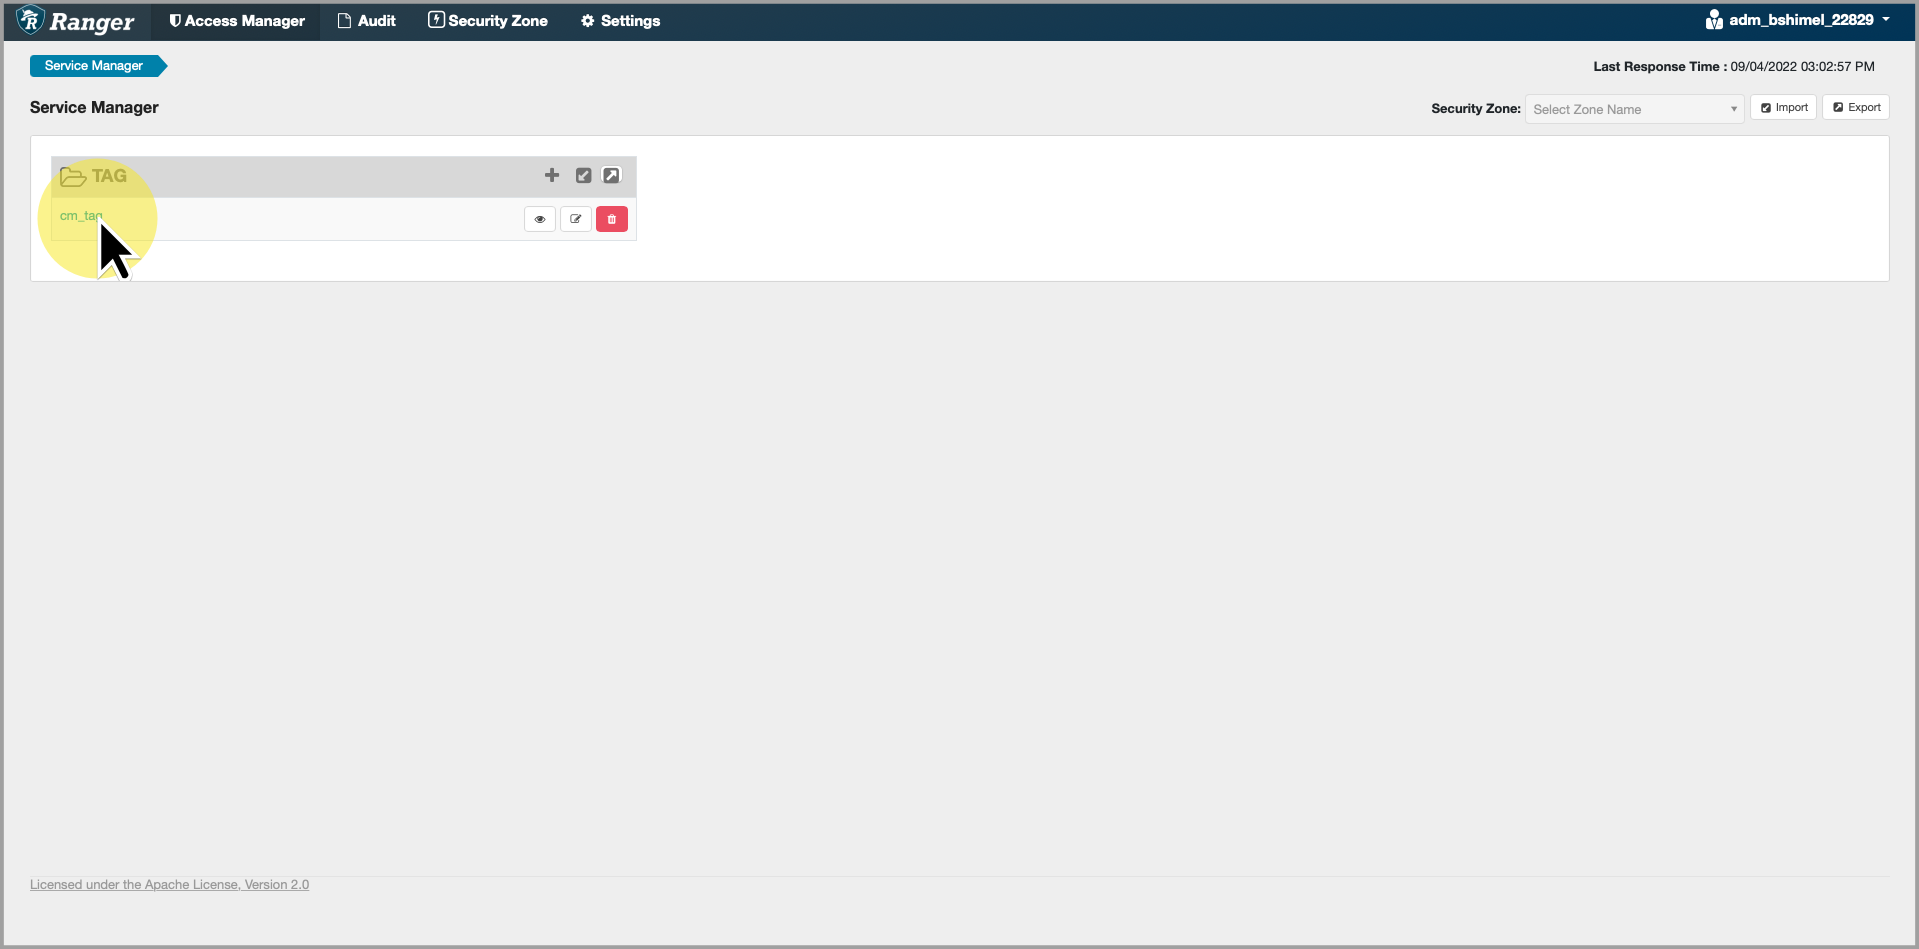 Ranger Access Manager Audit Security Zone Settings adm_bshimel_22829
Service Manager Last Response Time : 09/04/2022 03:02:57 PM
Service Manager Security Zone: Select Zone Name Import Export
TAG
cm_tag
Licensed under the Apache License, Version 2.0